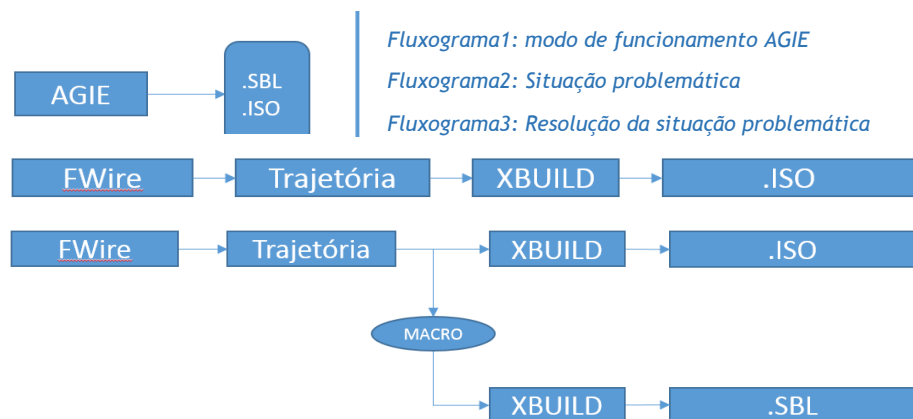 AGIE
.SBL
.ISO
Fluxograma1: modo de funcionamento AGIE
Fluxograma2: Situação problemática
Fluxograma3: Resolução da situação problemática
FWire Trajetória XBUILD .ISO
FWire Trajetória XBUILD .ISO
MACRO
XBUILD .SBL